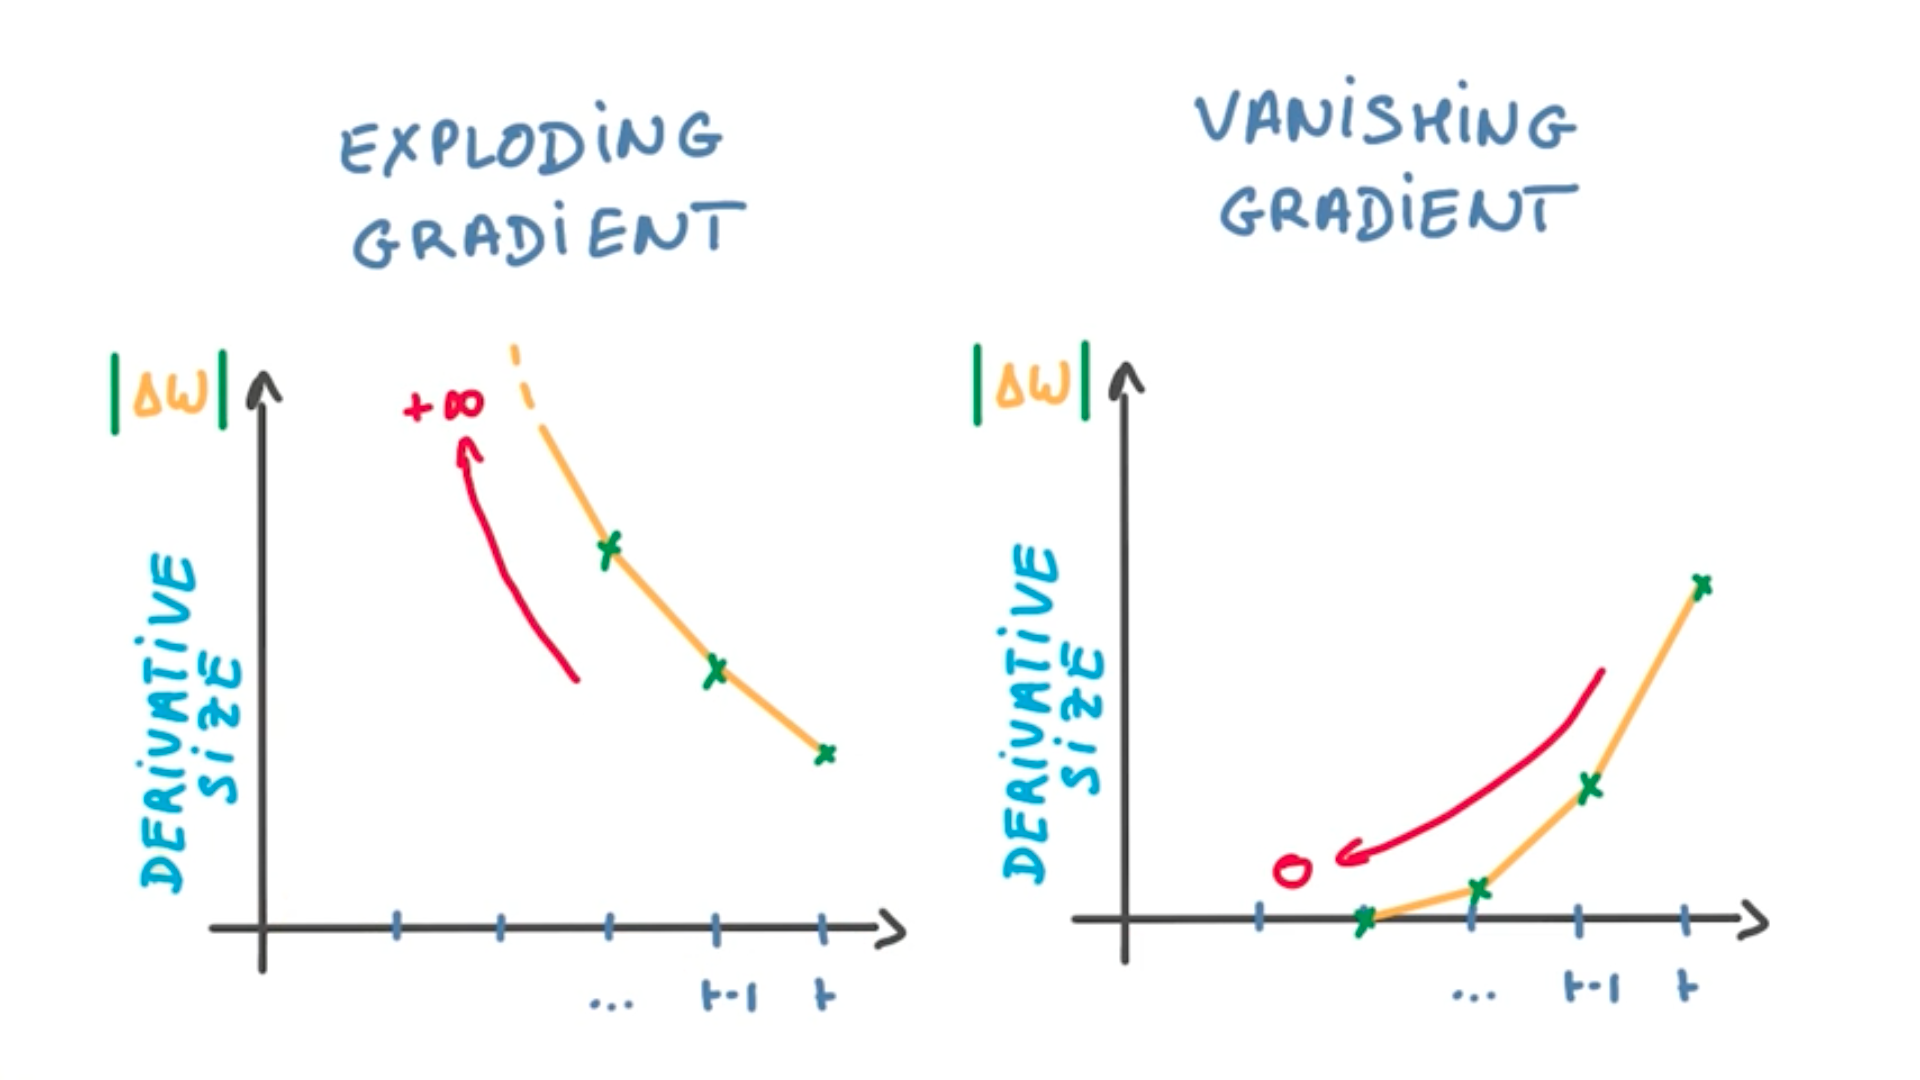 EXPLODiNG
GRADiENT
|ΔW|
+∞
DERiVATiVE
SiZE
... t-1 t
VANiSHiNG
GRADiENT
|ΔW|
DERiVATiVE
SiZE
0
... t-1 t